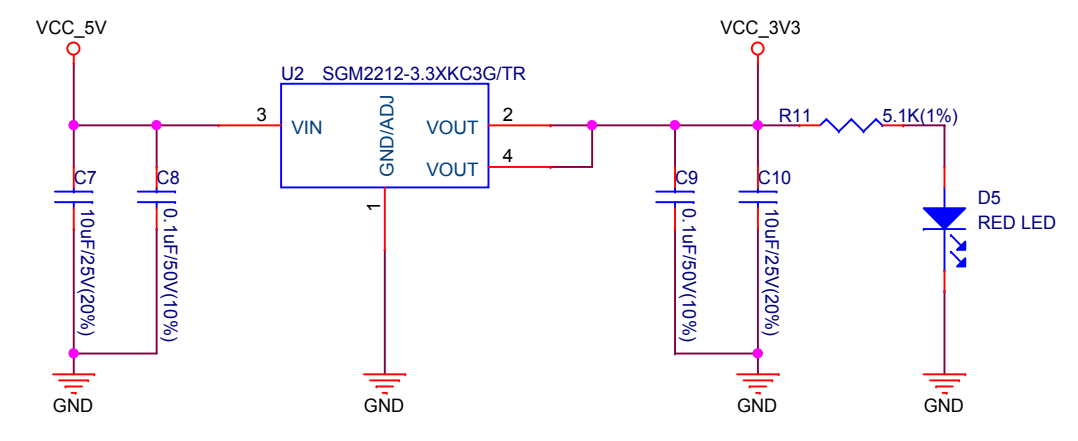 VCC_5V
VCC_3V3
U2 SGM2212-3.3XKC3G/TR
3
VIN
GND/ADJ
VOUT
2
VOUT
4
1
R11
5.1K(1%)
C7
10uF/25V(20%)
C8
0.1uF/50V(10%)
C9
0.1uF/50V(10%)
C10
10uF/25V(20%)
D5
RED LED
GND
GND
GND
GND